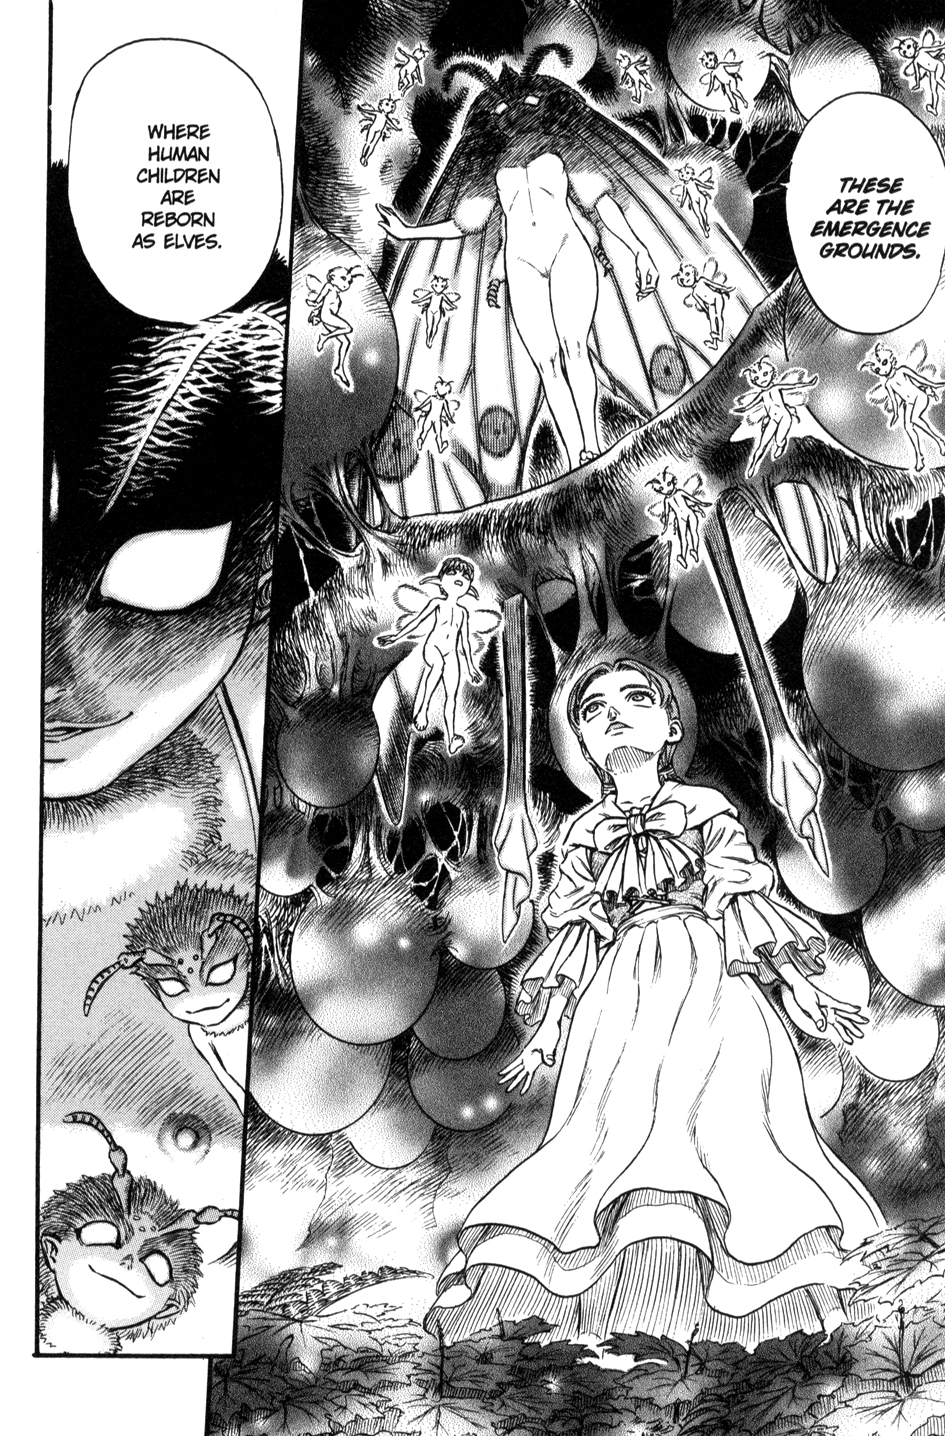 THESE
ARE THE
EMERGENCE
GROUNDS.
WHERE
HUMAN
CHILDREN
ARE
REBORN
AS ELVES.